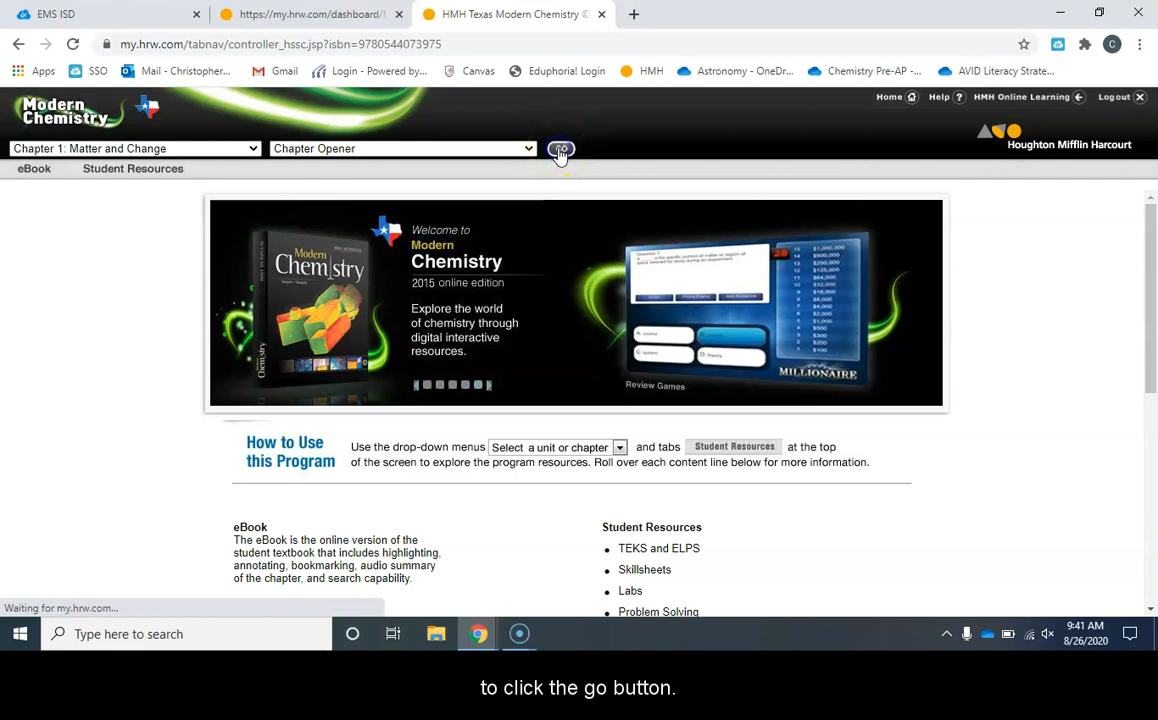 EMS ISD
https://my.hrw.com/dashboard/
HMH Texas Modern Chemistry ©
my.hrw.com/tabnav/controller_hssc.jsp?isbn=9780544073975
C
Apps
SSO
Mail - Christopher...
Gmail
Login - Powered by...
Canvas
Eduphoria! Login
HMH
Astronomy - OneDr...
Chemistry Pre-AP -...
AVID Literacy Strate...
Modern
Chemistry
Home
Help ?
HMH Online Learning
Logout
Houghton Mifflin Harcourt
Chapter 1: Matter and Change
Chapter Opener
GO
eBook
Student Resources
Modern
Chemistry
Welcome to
Modern
Chemistry
2015 online edition
Explore the world
of chemistry through
digital interactive
resources.
28
MILLIONAIRE
Review Games
How to Use
this Program
Use the drop-down menus Select a unit or chapter and tabs Student Resources at the top
of the screen to explore the program resources. Roll over each content line below for more information.
eBook
The eBook is the online version of the
student textbook that includes highlighting,
annotating, bookmarking, audio summary
of the chapter, and search capability.
Student Resources
TEKS and ELPS
Skillsheets
Labs
Problem Solving
Waiting for my.hrw.com...
Type here to search
9:41 AM
8/26/2020
to click the go button.